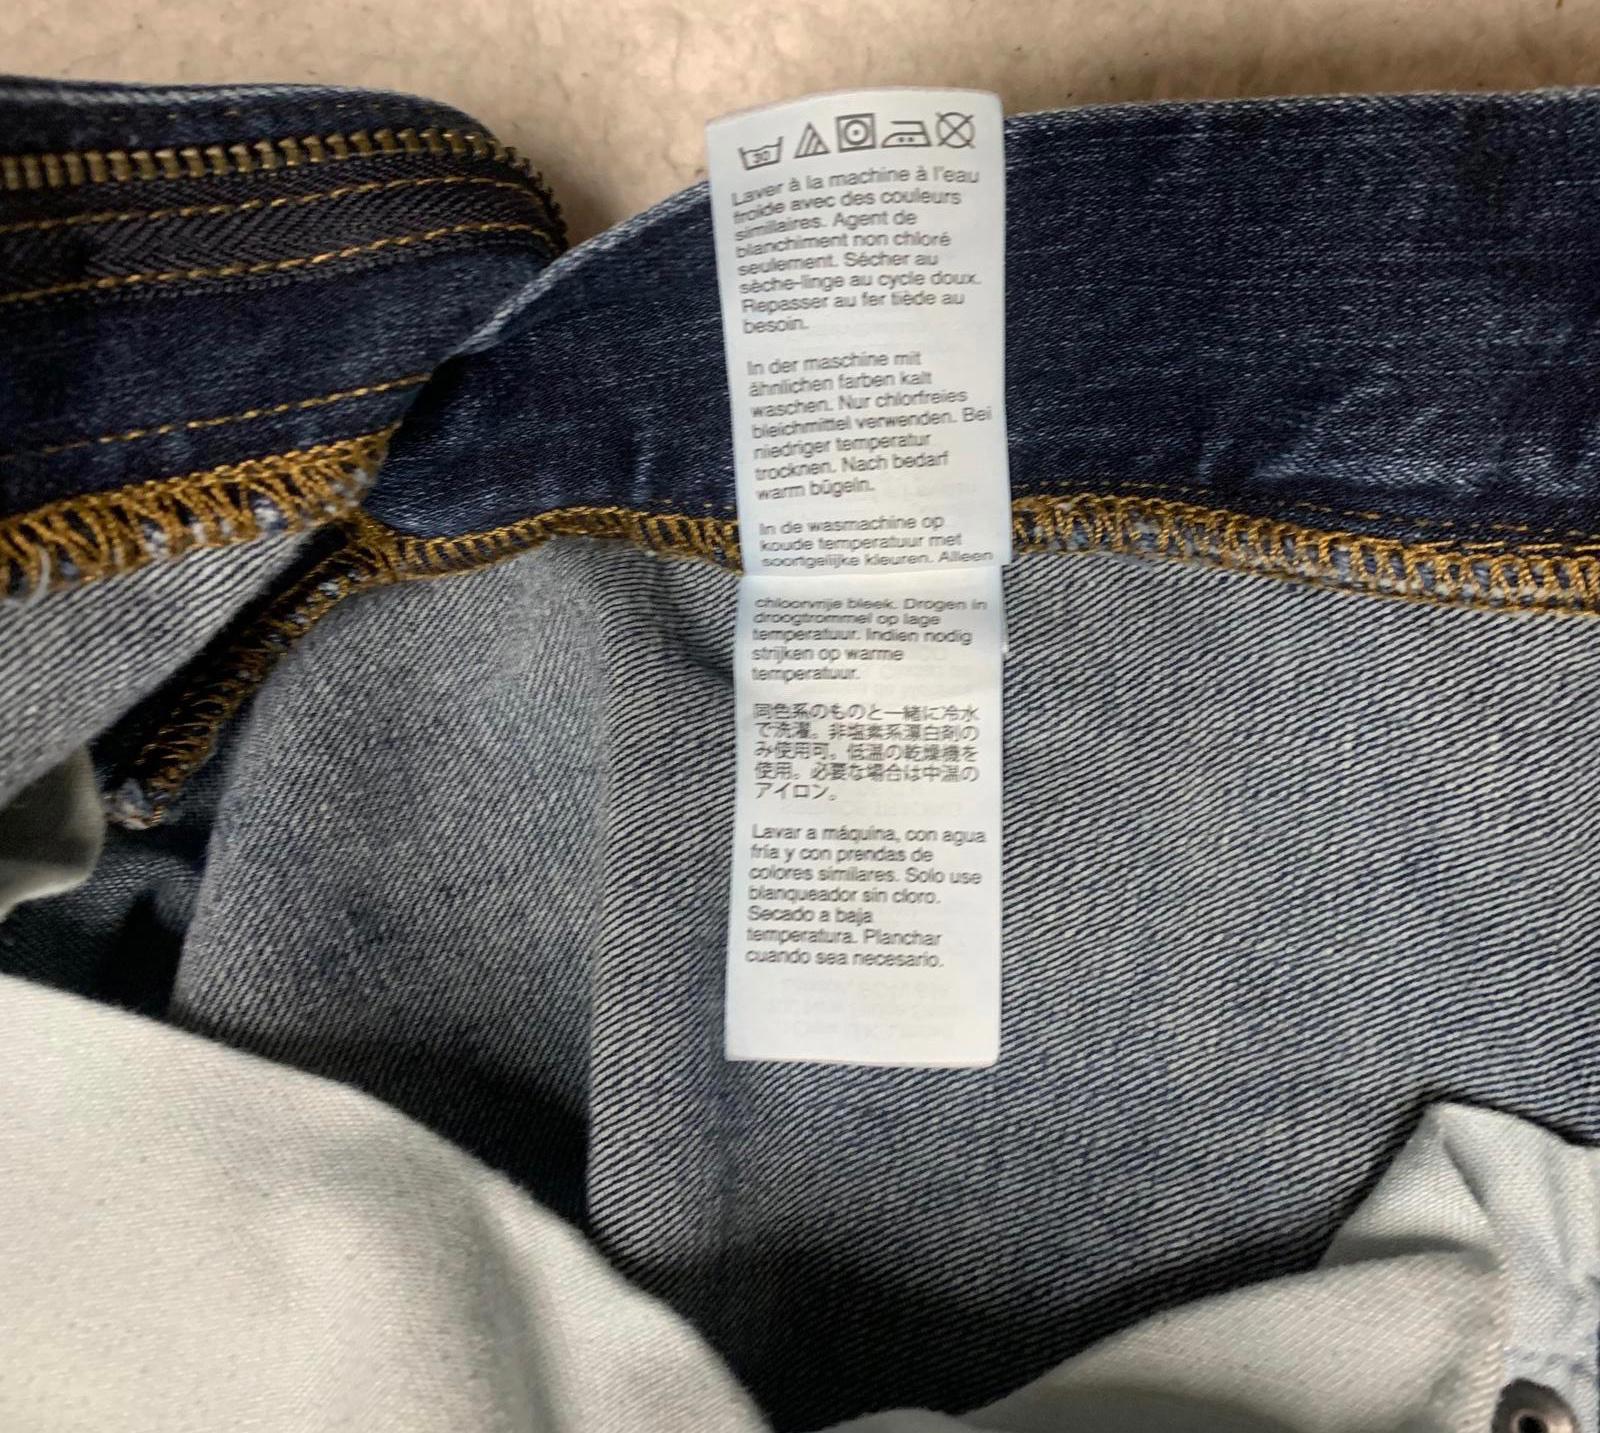 30
Laver à la machine à l'eau
froide avec des couleurs
similaires. Agent de
blanchiment non chloré
seulement. Sécher au
sèche-linge au cycle doux.
Repasser au fer tiède au
besoin.
In der maschine mit
ähnlichen farben kalt
waschen. Nur chlorfreies
bleichmittel verwenden. Bei
niedriger temperatur
trocknen. Nach bedarf
warm bügeln.
In de wasmachine op
koude temperatuur met
soortgelijke kleuren. Alleen
chloorvrije bleek. Drogen in
droogtrommel op lage
temperatuur. Indien nodig
strijken op warme
temperatuur.
同色系のものと一緒に冷水
で洗濯。非塩素系漂白剤の
み使用可。低温の乾燥機を
使用。必要な場合は中温の
アイロン。
Lavar a máquina, con agua
fría y con prendas de
colores similares. Solo use
blanqueador sin cloro.
Secado a baja
temperatura. Planchar
cuando sea necesario.